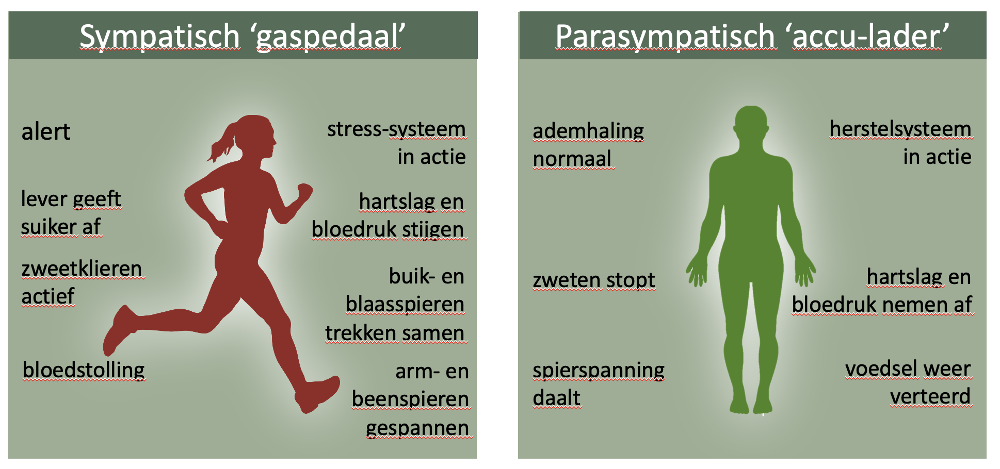 Sympatisch ‘gaspedaal’
alert
lever geeft
suiker af
zweetklieren
actief
bloedstolling
stress-systeem
in actie
hartslag en
bloedruk stijgen
buik- en
blaasspieren
trekken samen
arm- en
beenspieren
gespannen
Parasympatisch ‘accu-lader’
ademhaling
normaal
zweten stopt
spierspanning
daalt
herstelsysteem
in actie
hartslag en
bloedruk nemen af
voedsel weer
verteerd